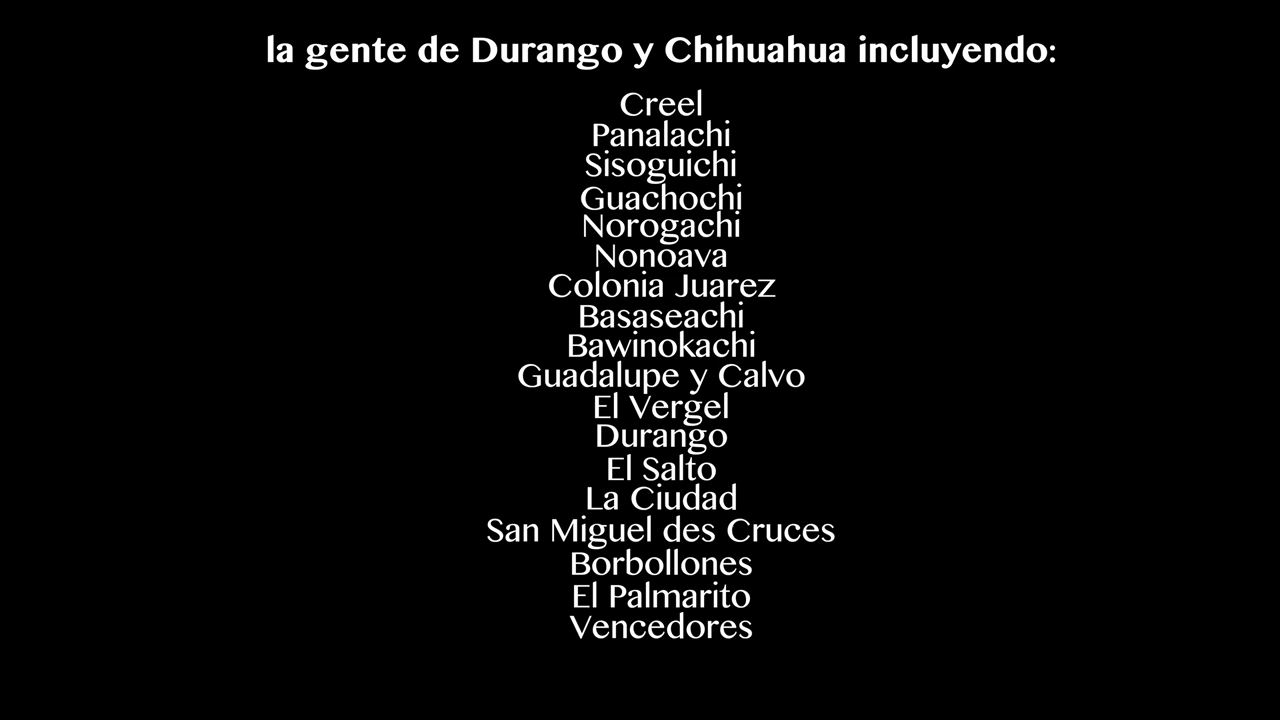 la gente de Durango y Chihuahua incluyendo:
Creel
Panalachi
Sisoguichi
Guachochi
Norogachi
Nonoava
Colonia Juarez
Basaseachi
Bawinokachi
Guadalupe y Calvo
El Vergel
Durango
El Salto
La Ciudad
San Miguel des Cruces
Borbollones
El Palmarito
Vencedores